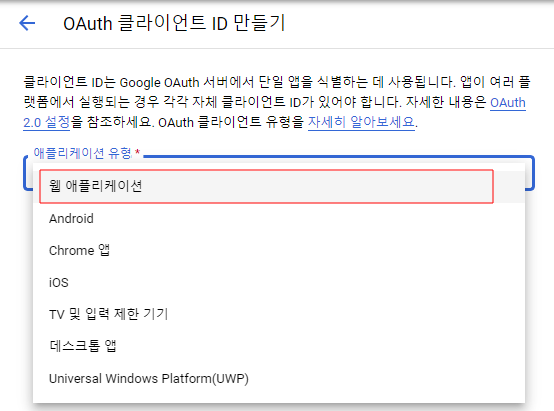 OAuth 클라이언트 ID 만들기
클라이언트 ID는 Google OAuth 서버에서 단일 앱을 식별하는 데 사용됩니다. 앱이 여러 플
랫폼에서 실행되는 경우 각각 자체 클라이언트 ID가 있어야 합니다. 자세한 내용은 OAuth
2.0 설정을 참조하세요. OAuth 클라이언트 유형을 자세히 알아보세요.
애플리케이션 유형 *
웹 애플리케이션
Android
Chrome 앱
iOS
TV 및 입력 제한 기기
데스크톱 앱
Universal Windows Platform(UWP)